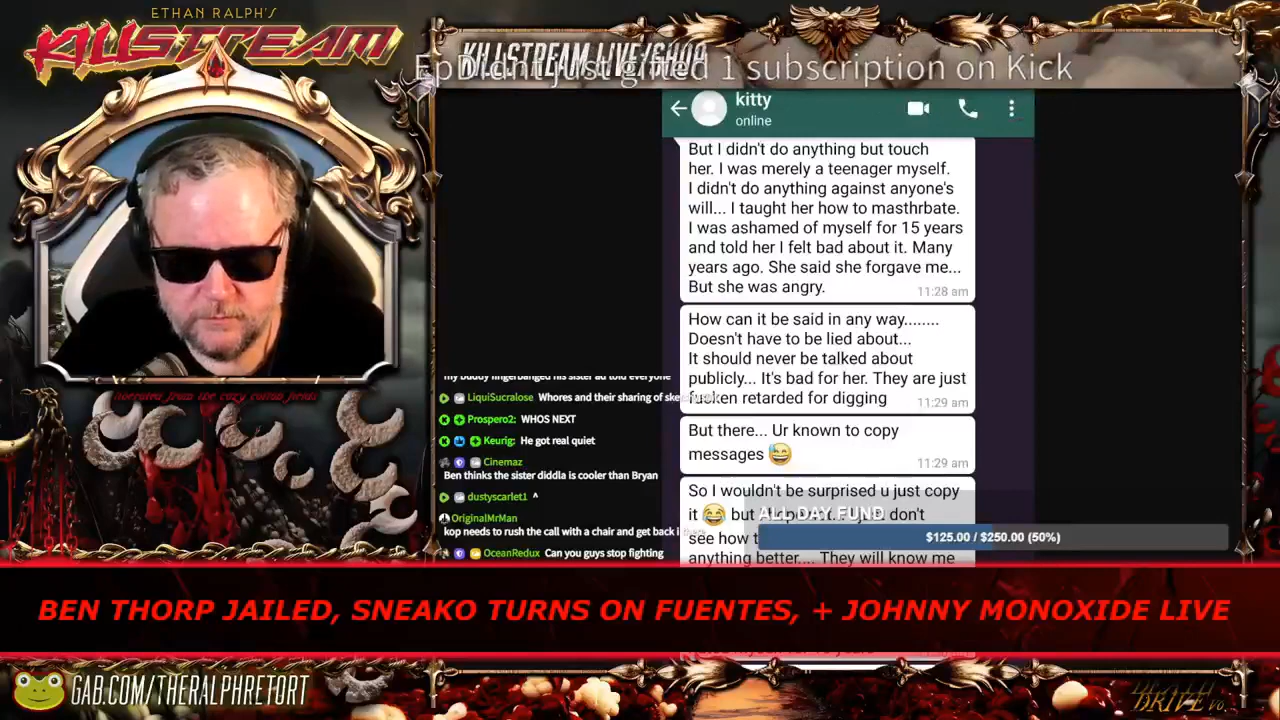 ETHAN RALPH'S
KILLSTREAM
KILLSTREAM.LIVE/SHOP
just gifted 1 subscription on Kick
kitty
online
But I didn't do anything but touch
her. I was merely a teenager myself.
I didn't do anything against anyone's
will... I taught her how to masthrbate.
I was ashamed of myself for 15 years
and told her I felt bad about it. Many
years ago. She said she forgave me...
But she was angry.
11:28 am
How can it be said in any way........
Doesn't have to be lied about...
It should never be talked about
publicly... It's bad for her. They are just
fusken retarded for digging
11:29 am
But there... Ur known to copy
messages 😅
11:29 am
So I wouldn't be surprised u just copy
it 😂 but don't
see how
anything better.... They will know me
my buddy fingerbanged his sister ad told everyone
LiquiSucralose Whores and their sharing of
Prospero2: WHOS NEXT
Keurig: He got real quiet
Cinemaz
Ben thinks the sister diddla is cooler than Bryan
dustyscarlet1 ^
OriginalMrMan
kop needs to rush the call with a chair and get back i
OceanRedux Can you guys stop fighting
ALL DAY FUND
$125.00 / $250.00 (50%)
BEN THORP JAILED, SNEAKO TURNS ON FUENTES, + JOHNNY MONOXIDE LIVE
GAB.COM/THERALPHRETORT